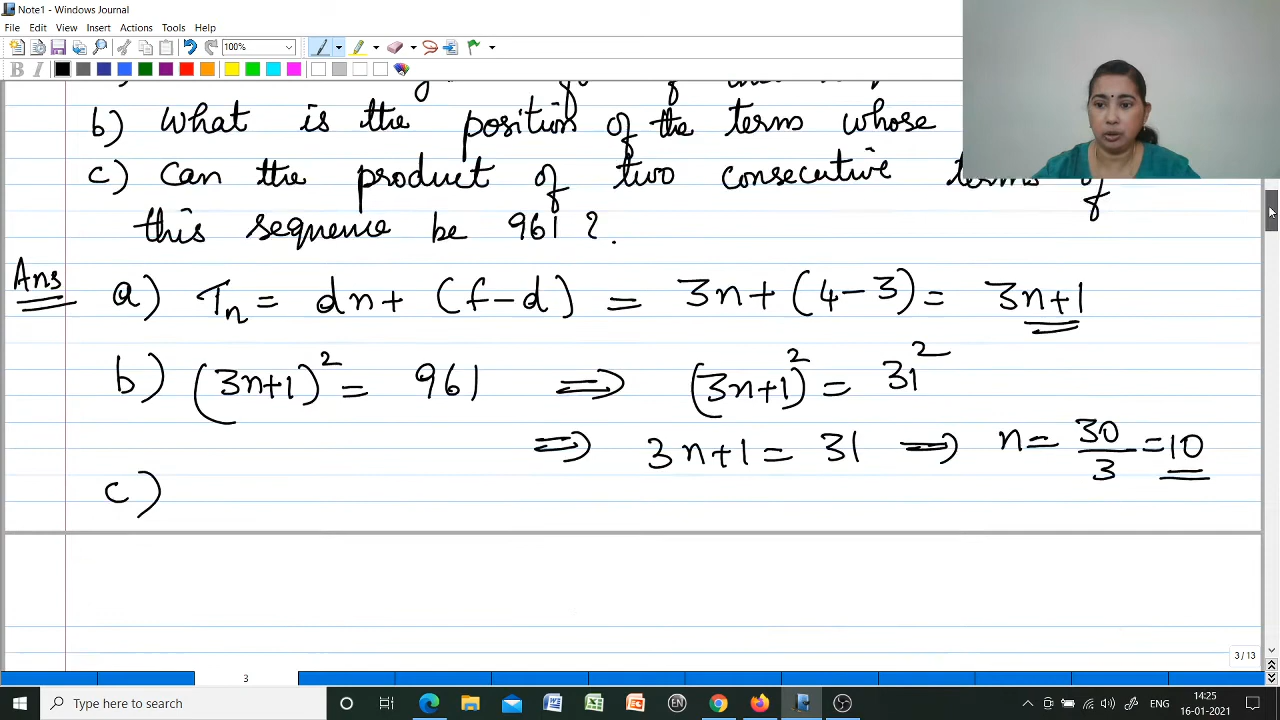 Note1 - Windows Journal
File Edit View Insert Actions Tools Help
100%
B I
b) What is the position of the terms whose
c) Can the product of two consecutive terms of
this sequence be 961 ?.
Ans
a) Tn = dn + (f-d) = 3n + (4-3) = 3n+1
b) (3n+1)² = 961 ⇒ (3n+1)² = 31²
⇒ 3n+1 = 31 ⇒ n = 30/3 = 10
c)
3 / 13
3
Type here to search
EN
ENG
14:25
16-01-2021